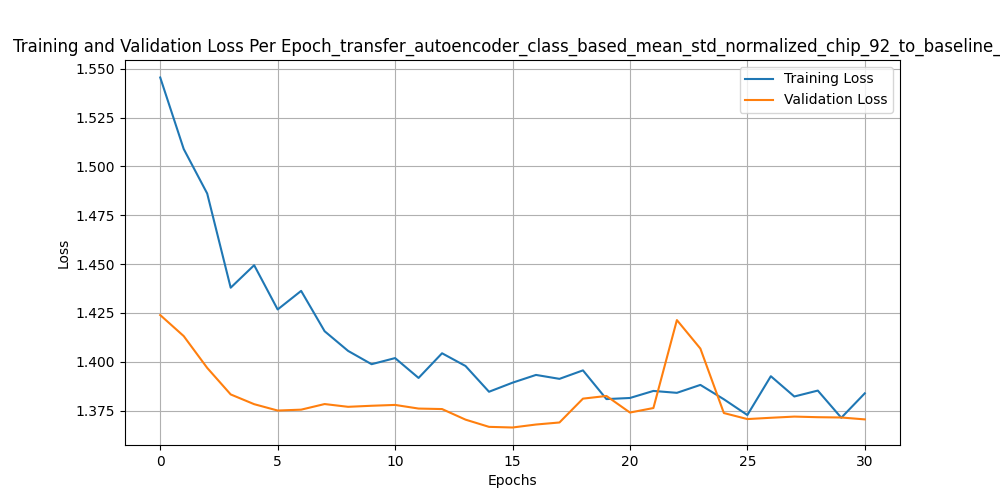 Training and Validation Loss Per Epoch_transfer_autoencoder_class_based_mean_std_normalized_chip_92_to_baseline_
Training Loss
Validation Loss
1.550
1.525
1.500
1.475
1.450
1.425
1.400
1.375
Loss
0 5 10 15 20 25 30
Epochs